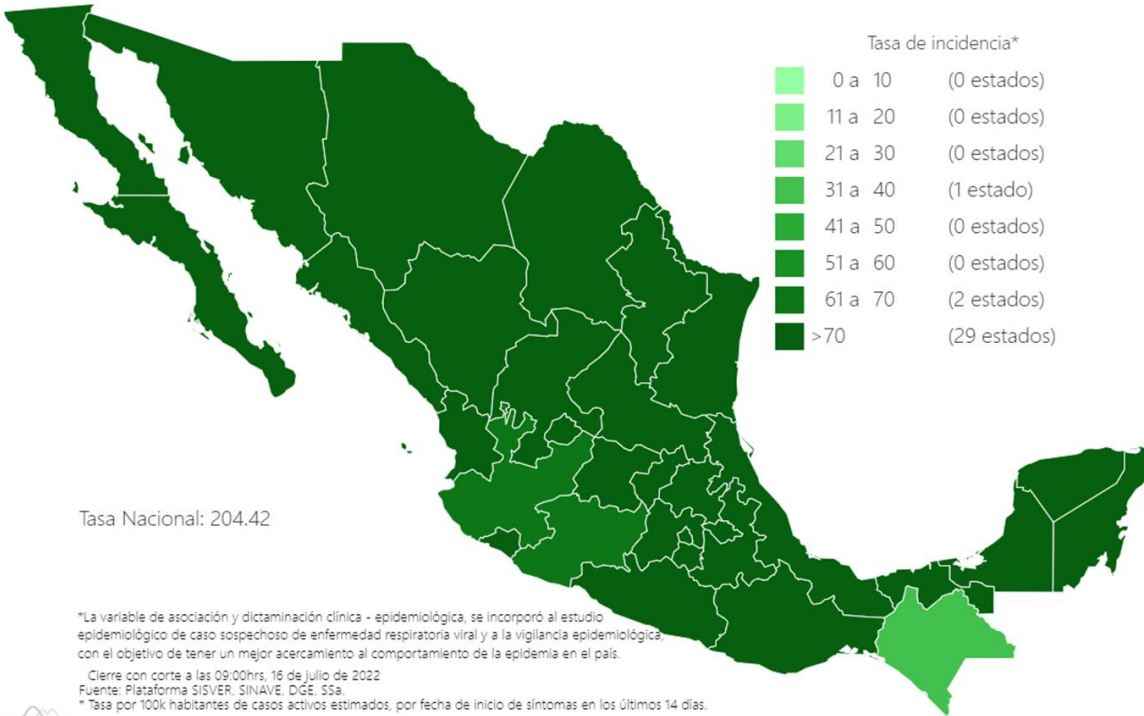 Tasa de incidencia*
0 a 10 (0 estados)
11 a 20 (0 estados)
21 a 30 (0 estados)
31 a 40 (1 estado)
41 a 50 (0 estados)
51 a 60 (0 estados)
61 a 70 (2 estados)
>70 (29 estados)
Tasa Nacional: 204.42
*La variable de asociación y dictaminación clínica - epidemiológica, se incorporó al estudio
epidemiológico de caso sospechoso de enfermedad respiratoria viral y a la vigilancia epidemiológica,
con el objetivo de tener un mejor acercamiento al comportamiento de la epidemia en el país.
Cierre con corte a las 09:00hrs, 16 de julio de 2022
Fuente: Plataforma SISVER, SINAVE, DGE, SSa.
* Tasa por 100k habitantes de casos activos estimados, por fecha de inicio de síntomas en los últimos 14 días.